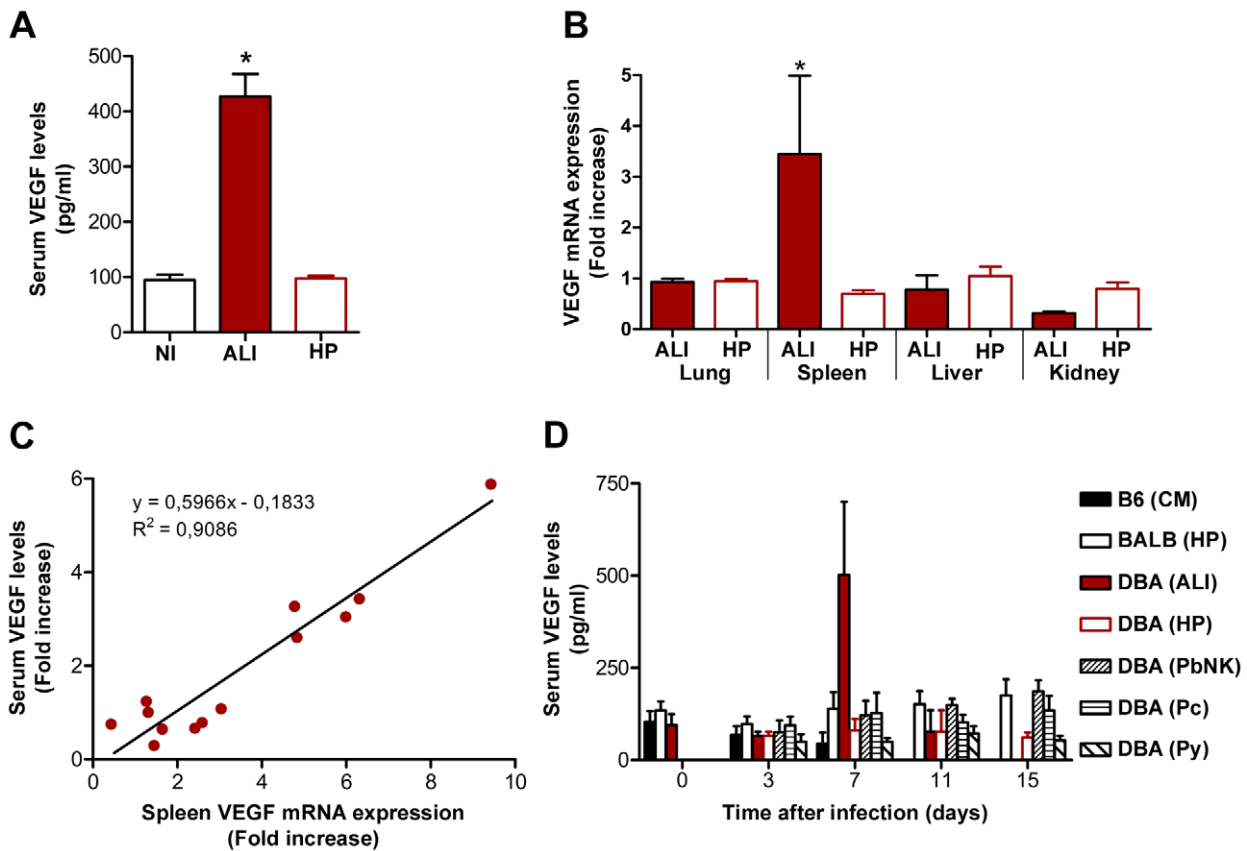 A
Serum VEGF levels
(pg/ml)
500
400
300
200
100
0
*
NI ALI HP
B
VEGF mRNA expression
(Fold increase)
5
4
3
2
1
0
*
ALI HP ALI HP ALI HP ALI HP
Lung Spleen Liver Kidney
C
Serum VEGF levels
(Fold increase)
6
4
2
0
y = 0,5966x - 0,1833
R² = 0,9086
0 2 4 6 8 10
Spleen VEGF mRNA expression
(Fold increase)
D
Serum VEGF levels
(pg/ml)
750
500
250
0
0 3 7 11 15
Time after infection (days)
B6 (CM)
BALB (HP)
DBA (ALI)
DBA (HP)
DBA (PbNK)
DBA (Pc)
DBA (Py)